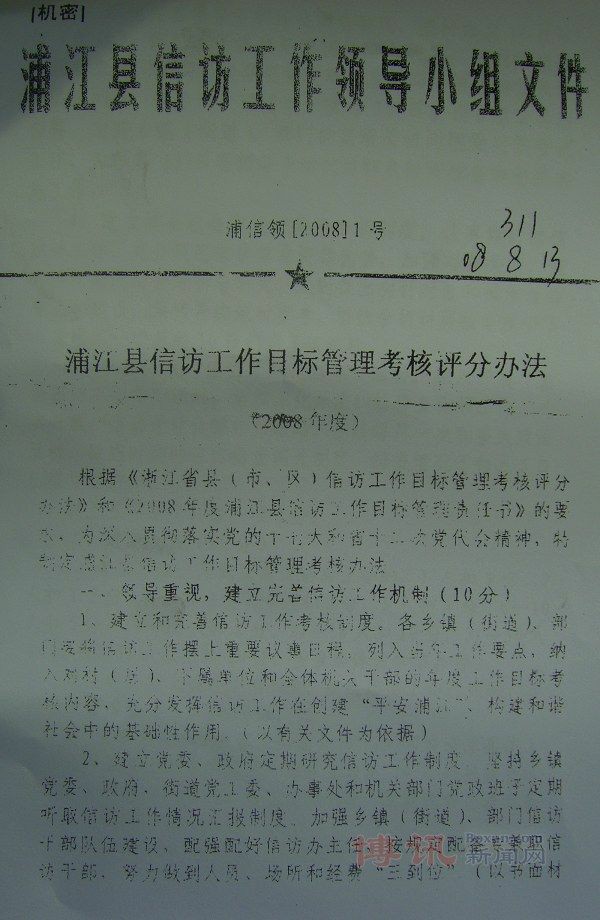 [机密]
浦江县信访工作领导小组文件
浦信领[2008]1号
311
08 8 13
浦江县信访工作目标管理考核评分办法
(2008年度)
根据《浙江省县(市、区)信访工作目标管理考核评分
办法》和《2008年度浦江县信访工作目标管理责任书》的要
求,为深入贯彻落实党的十七大和省十二次党代会精神,特
制定浦江县信访工作目标管理考核办法
一、领导重视,建立完善信访工作机制(10分)
1、建立和完善信访工作考核制度。各乡镇(街道)、部
门要将信访工作摆上重要议事日程,列入 年工作要点,纳
入对村(居)、下属单位和全体机关干部的年度工作目标考
核内容,充分发挥信访工作在创建“平安浦江”、构建和谐
社会中的基础性作用。(以有关文件为依据)
2、建立党委、政府定期研究信访工作制度。坚持乡镇
党委、政府、街道党工委、办事处和机关部门党政班子定期
听取信访工作情况汇报制度。加强乡镇(街道)、部门信访
干部队伍建设,配强配好信访办主任,按规定配 信
访干部,努力做到人员、场所和经费“三到位”(以书面材
博讯 Boxun.com
新闻网